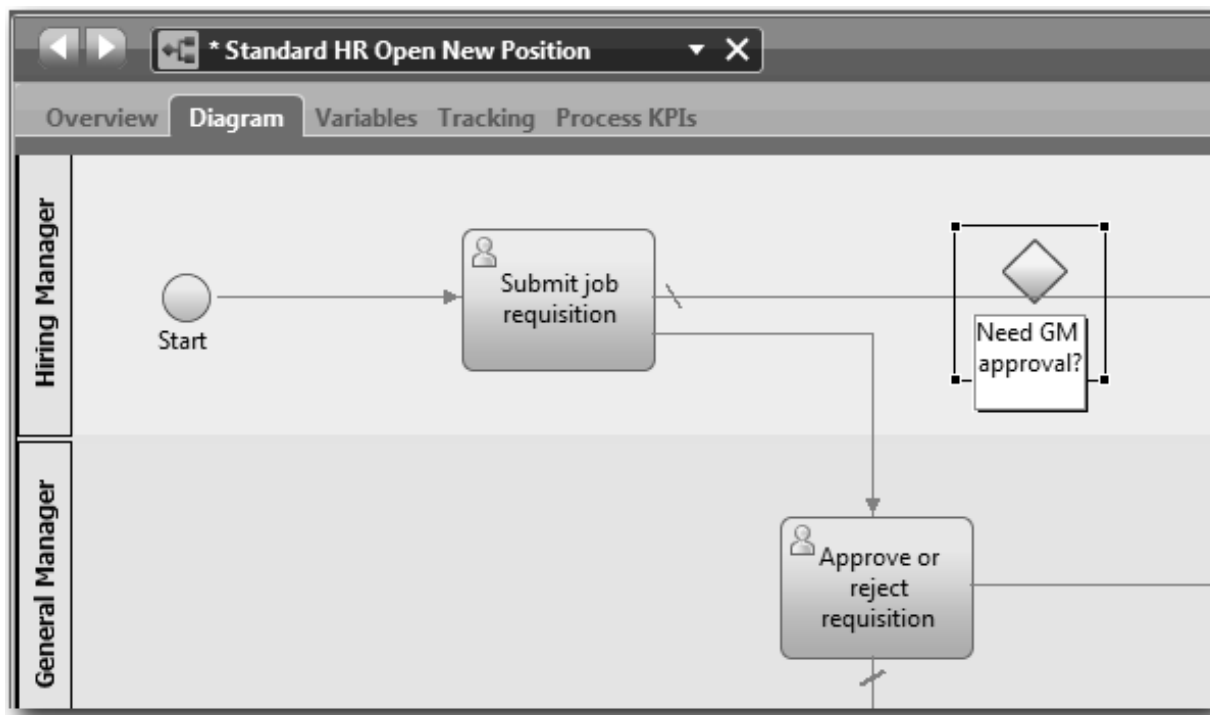 * Standard HR Open New Position
Overview Diagram Variables Tracking Process KPIs
Hiring Manager
Start
Submit job
requisition
Need GM
approval?
General Manager
Approve or
reject
requisition